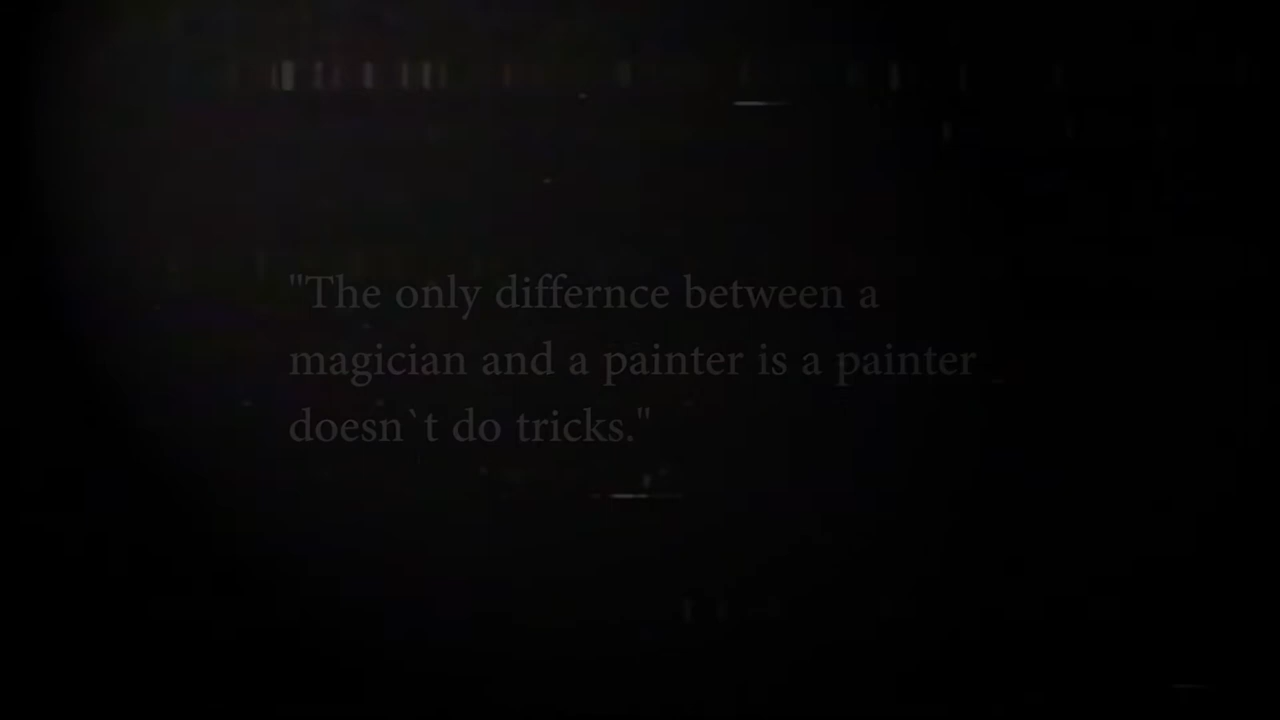 "The only differnce between a
magician and a painter is a painter
doesn`t do tricks."